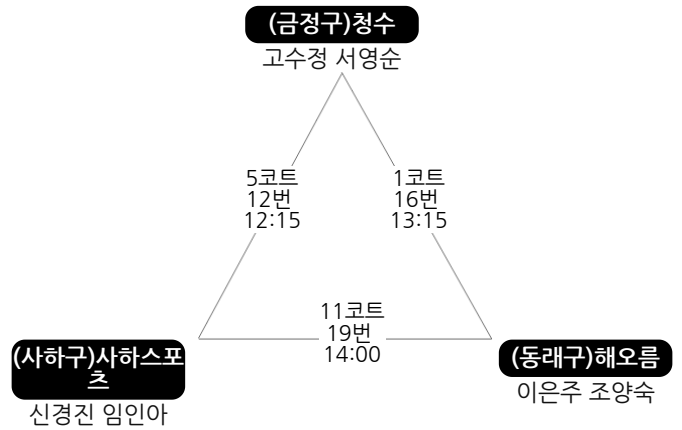 (금정구)청수
고수정 서영순
5코트
12번
12:15
1코트
16번
13:15
11코트
19번
14:00
(사하구)사하스포
츠
신경진 임인아
(동래구)해오름
이은주 조양숙